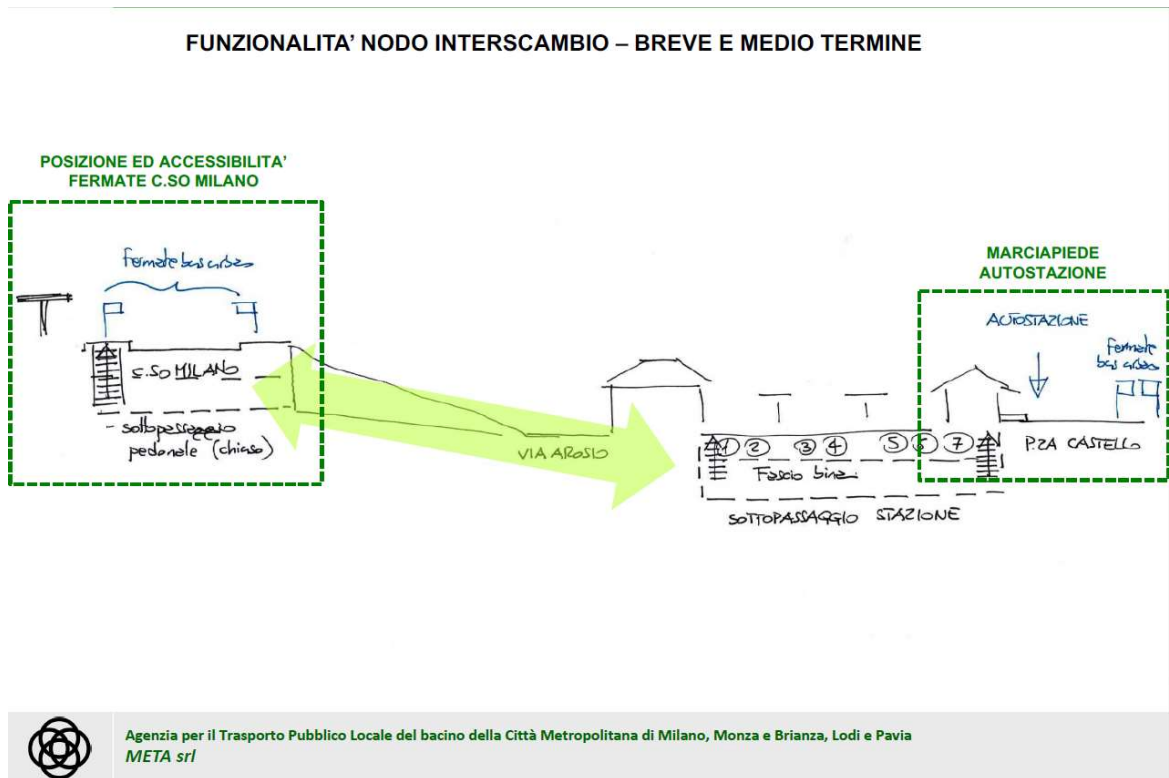 FUNZIONALITA’ NODO INTERSCAMBIO – BREVE E MEDIO TERMINE
POSIZIONE ED ACCESSIBILITA’
FERMATE C.SO MILANO
fermate bus urbano
C.SO MILANO
sottopassaggio
pedonale (chiuso)
VIA AROSIO
1 2 3 4 5 6 7
Fascio binari
SOTTOPASSAGGIO STAZIONE
MARCIAPIEDE
AUTOSTAZIONE
AUTOSTAZIONE
fermate
bus urbano
P.ZA CASTELLO
Agenzia per il Trasporto Pubblico Locale del bacino della Città Metropolitana di Milano, Monza e Brianza, Lodi e Pavia
META srl